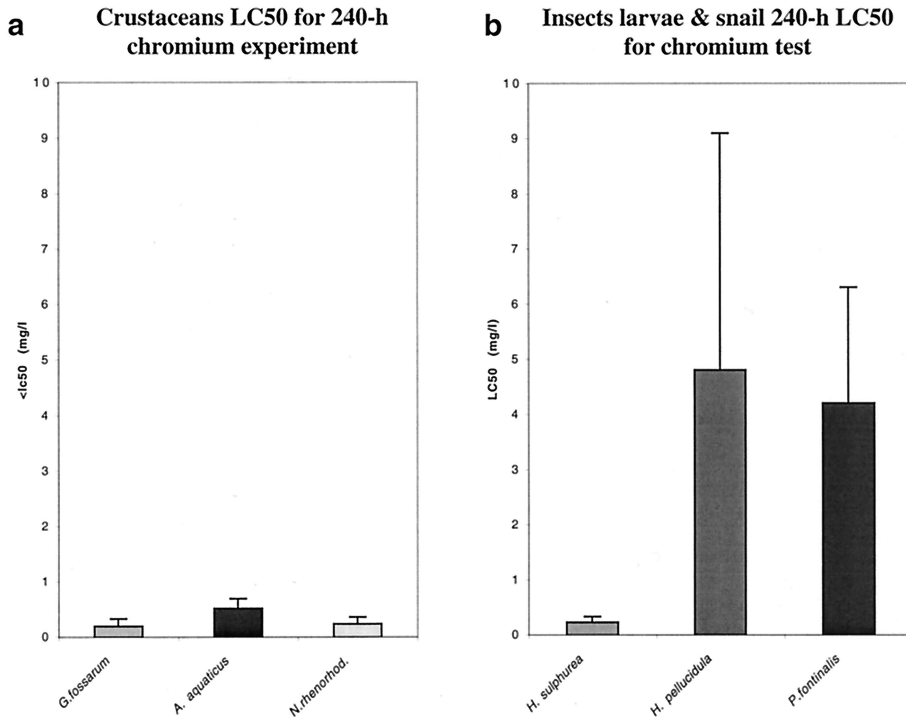 a
Crustaceans LC50 for 240-h
chromium experiment
10
9
8
7
6
5
4
3
2
1
0
<lc50 (mg/l
G.fossarum
A. aquaticus
N.rhenorhod.
b
Insects larvae & snail 240-h LC50
for chromium test
10
9
8
7
6
5
4
3
2
1
0
LC50 (mg/l)
H. sulphurea
H. pellucidula
P.fontinalis